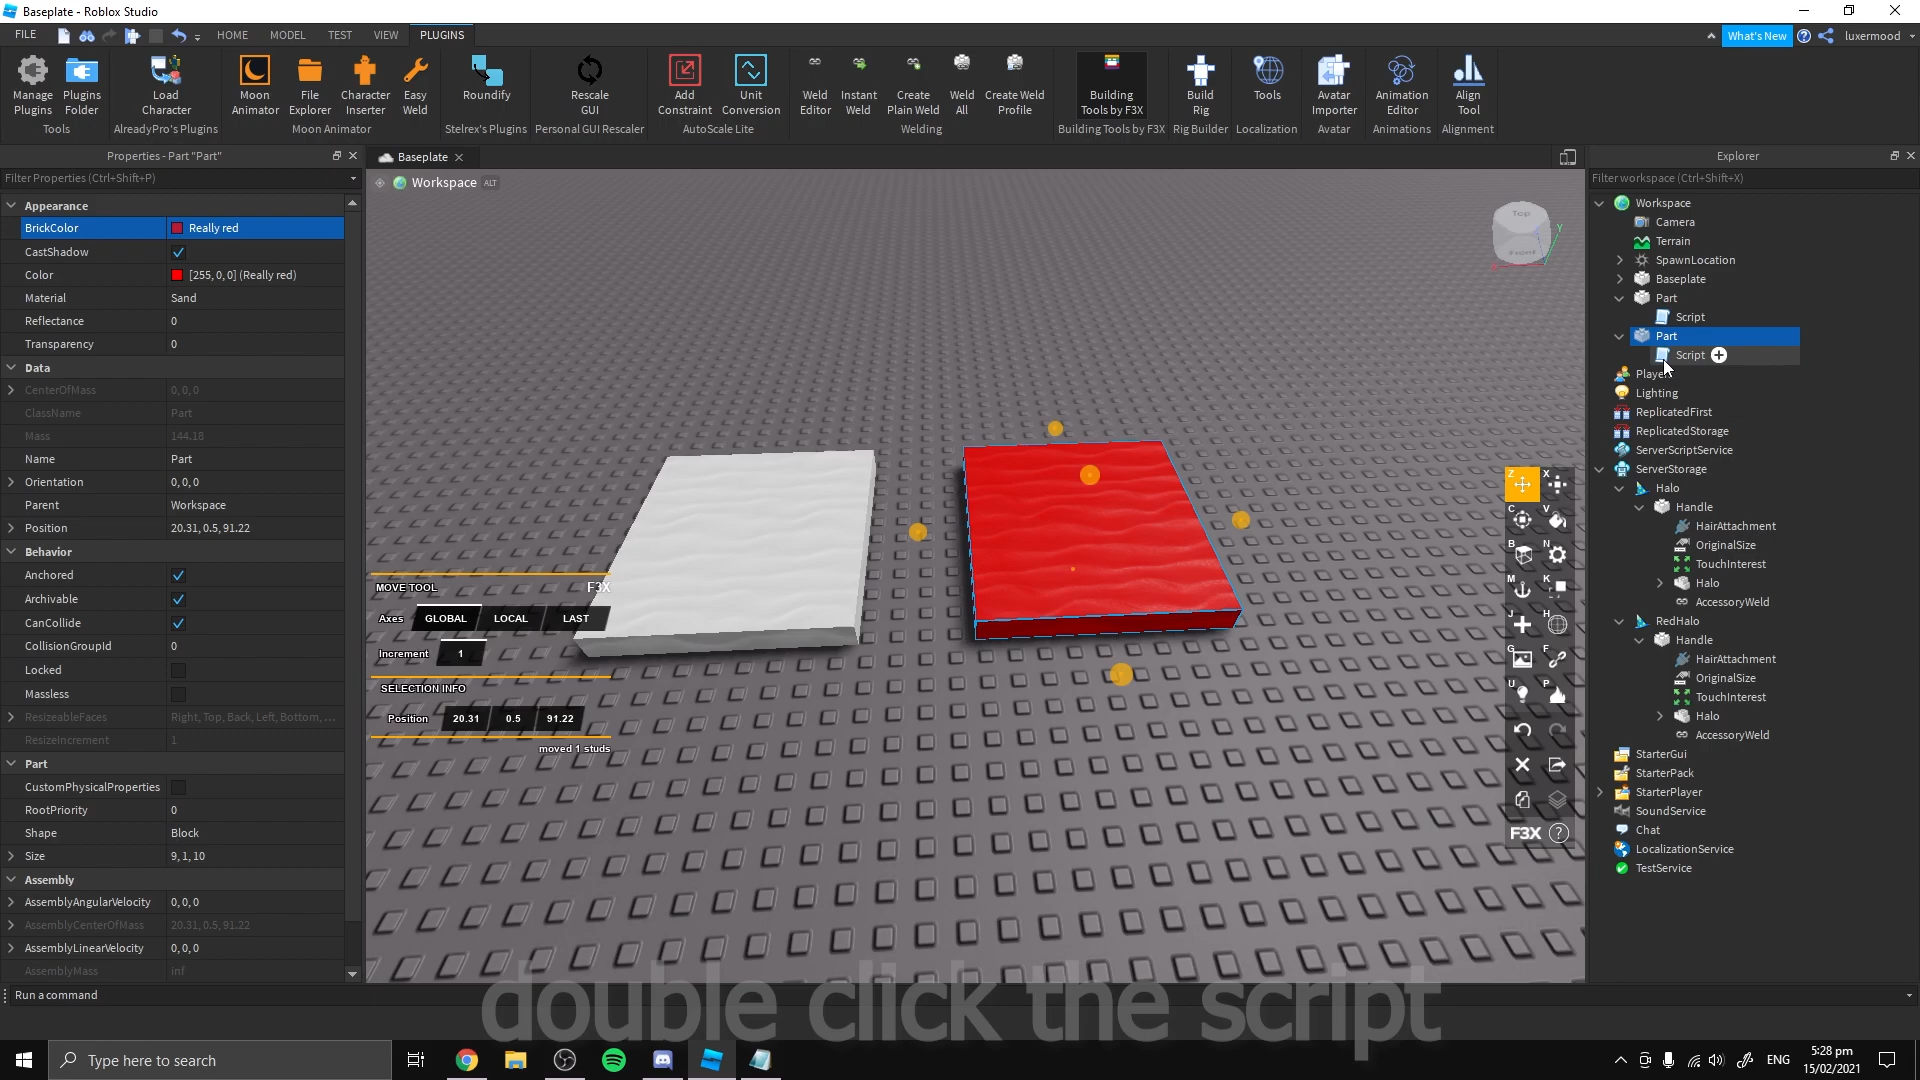 Baseplate - Roblox Studio
FILE HOME MODEL TEST VIEW PLUGINS What's New luxermood
Manage Plugins
Plugins Folder
Tools
Load Character
AlreadyPro's Plugins
Moon Animator
File Explorer
Character Inserter
Easy Weld
Moon Animator
Roundify
Stelrex's Plugins
Rescale GUI
Personal GUI Rescaler
Add Constraint
Unit Conversion
AutoScale Lite
Weld Editor
Instant Weld
Create Plain Weld
Weld All
Create Weld Profile
Welding
Building Tools by F3X
Building Tools by F3X
Build Rig
Rig Builder
Tools
Localization
Avatar Importer
Avatar
Animation Editor
Animations
Align Tool
Alignment
Properties - Part "Part"
Filter Properties (Ctrl+Shift+P)
Appearance
BrickColor Really red
CastShadow
Color [255, 0, 0] (Really red)
Material Sand
Reflectance 0
Transparency 0
Data
CenterOfMass 0, 0, 0
ClassName Part
Mass 144.18
Name Part
Orientation 0, 0, 0
Parent Workspace
Position 20.31, 0.5, 91.22
Behavior
Anchored
Archivable
CanCollide
CollisionGroupId 0
Locked
Massless
ResizeableFaces Right, Top, Back, Left, Bottom, ...
ResizeIncrement 1
Part
CustomPhysicalProperties
RootPriority 0
Shape Block
Size 9, 1, 10
Assembly
AssemblyAngularVelocity 0, 0, 0
AssemblyCenterOfMass 20.31, 0.5, 91.22
AssemblyLinearVelocity 0, 0, 0
AssemblyMass inf
Baseplate
Workspace ALT
Top
Front
Y
MOVE TOOL F3X
Axes GLOBAL LOCAL LAST
Increment 1
SELECTION INFO
Position 20.31 0.5 91.22
moved 1 studs
Z X
C V
B N
M K
J H
G F
U P
F3X ?
Explorer
Filter workspace (Ctrl+Shift+X)
Workspace
Camera
Terrain
SpawnLocation
Baseplate
Part
Script
Part
Script
Players
Lighting
ReplicatedFirst
ReplicatedStorage
ServerScriptService
ServerStorage
Halo
Handle
HairAttachment
OriginalSize
TouchInterest
Halo
AccessoryWeld
RedHalo
Handle
HairAttachment
OriginalSize
TouchInterest
Halo
AccessoryWeld
StarterGui
StarterPack
StarterPlayer
SoundService
Chat
LocalizationService
TestService
Run a command
double click the script
Type here to search
ENG
5:28 pm
15/02/2021